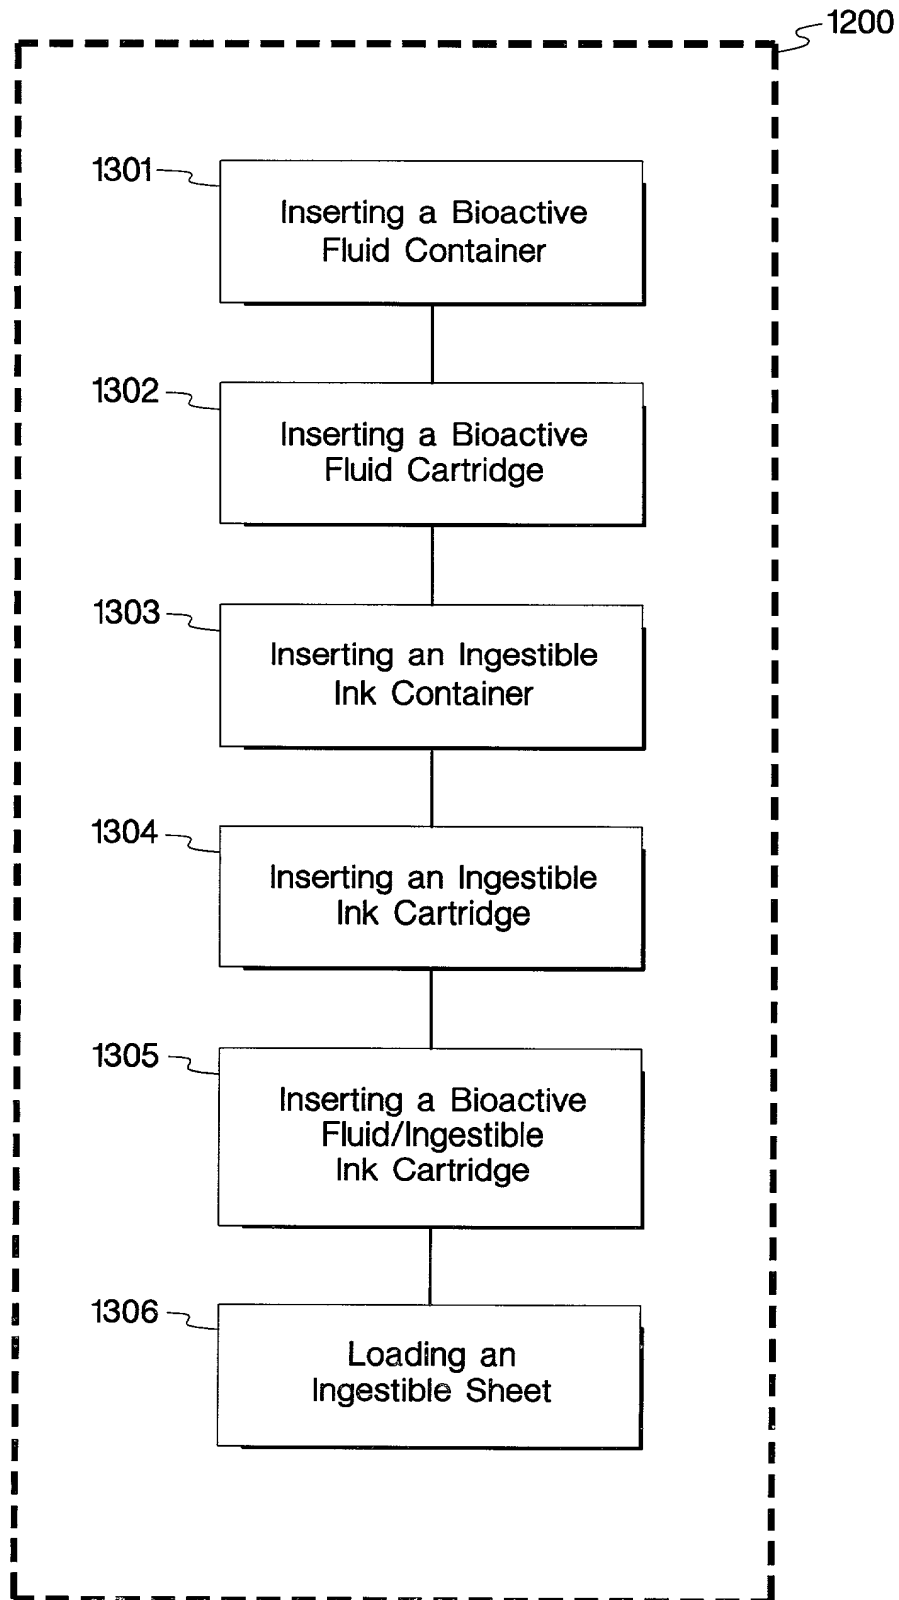 1200
1301
Inserting a Bioactive
Fluid Container
1302
Inserting a Bioactive
Fluid Cartridge
1303
Inserting an Ingestible
Ink Container
1304
Inserting an Ingestible
Ink Cartridge
1305
Inserting a Bioactive
Fluid/Ingestible
Ink Cartridge
1306
Loading an
Ingestible Sheet